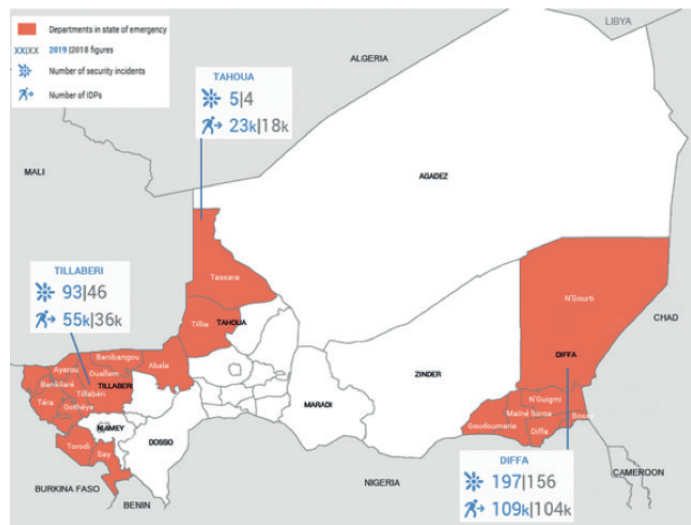 Departments in state of emergency
XX|XX 2019 |2018 figures
Number of security incidents
Number of IDPs
LIBYA
ALGERIA
TAHOUA
5|4
23k|18k
MALI
AGADEZ
Tassara
TILLABERI
93|46
55k|36k
N'Gourti
CHAD
Tillia
TAHOUA
Banibangou
Abala
Ayerou
Ouallam
Bankilaré
Tillabéri
TILLABERI
Téra
Gothèye
DIFFA
ZINDER
MARADI
N'Guigmi
Mainé Soroa
Bosso
Goudoumaria
Diffa
NIAMEY
DOSSO
Torodi
Say
DIFFA
197|156
109k|104k
BURKINA FASO
BENIN
NIGERIA
CAMEROON